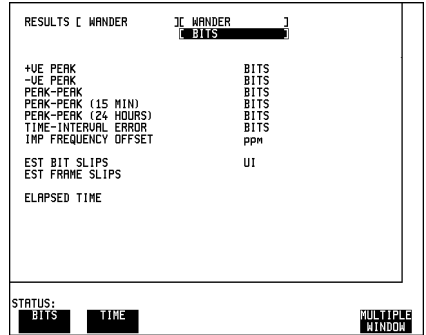 RESULTS [ WANDER ][ WANDER ]
[ BITS ]
+VE PEAK BITS
-VE PEAK BITS
PEAK-PEAK BITS
PEAK-PEAK (15 MIN) BITS
PEAK-PEAK (24 HOURS) BITS
TIME-INTERVAL ERROR BITS
IMP FREQUENCY OFFSET ppm
EST BIT SLIPS UI
EST FRAME SLIPS
ELAPSED TIME
STATUS:
BITS TIME MULTIPLE
WINDOW